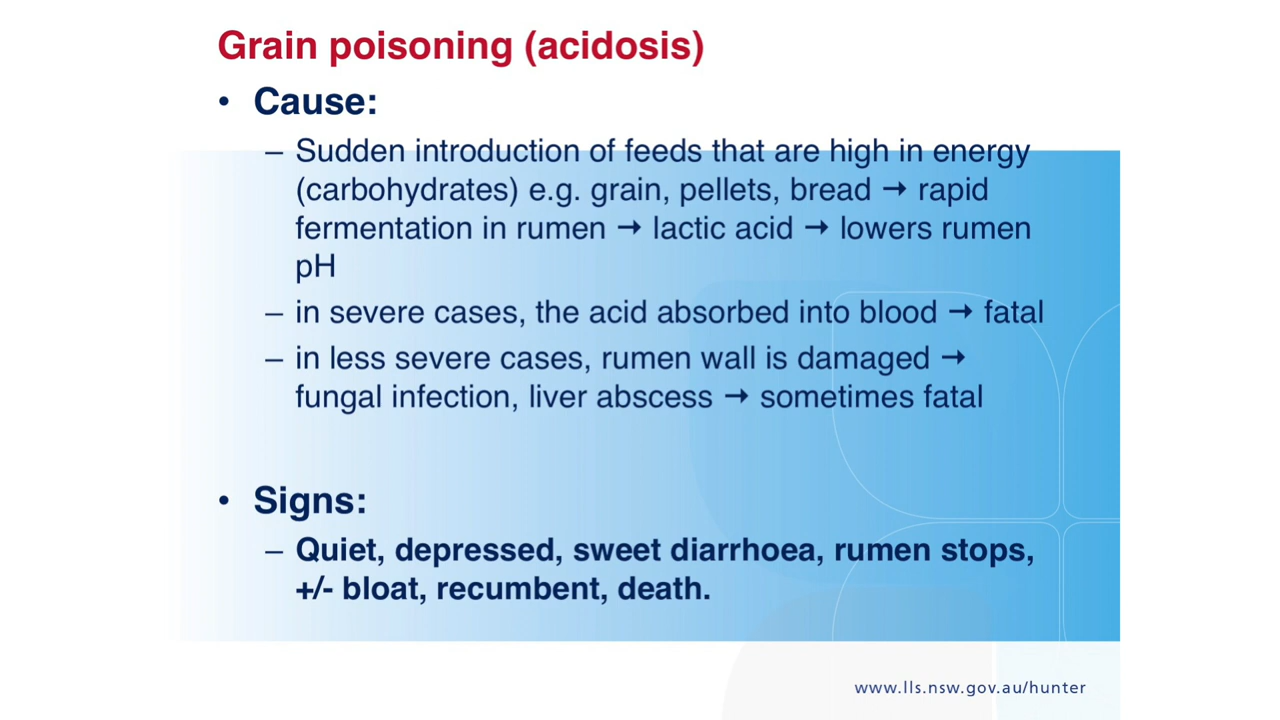 Grain poisoning (acidosis)
• Cause:
– Sudden introduction of feeds that are high in energy
(carbohydrates) e.g. grain, pellets, bread → rapid
fermentation in rumen → lactic acid → lowers rumen
pH
– in severe cases, the acid absorbed into blood → fatal
– in less severe cases, rumen wall is damaged →
fungal infection, liver abscess → sometimes fatal
• Signs:
– Quiet, depressed, sweet diarrhoea, rumen stops,
+/- bloat, recumbent, death.
www.lls.nsw.gov.au/hunter